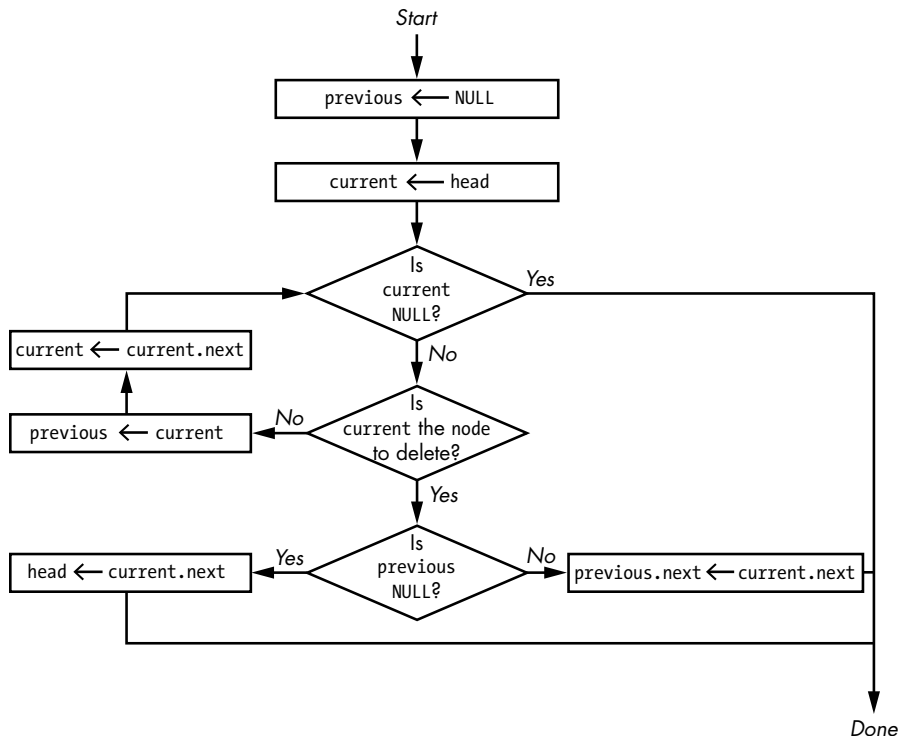 Start
previous ← NULL
current ← head
Is
current
NULL?
Yes
current ← current.next
No
Is
current the node
to delete?
No
previous ← current
Yes
Is
previous
NULL?
Yes
head ← current.next
No
previous.next ← current.next
Done